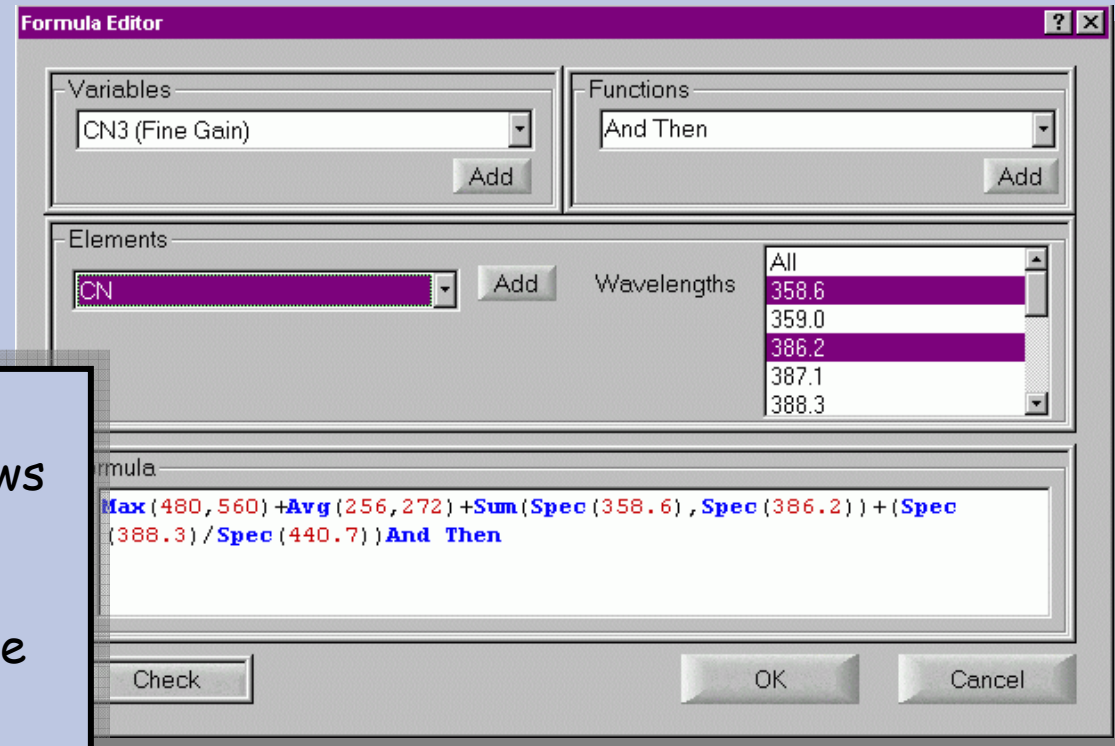 Formula Editor
Variables
Functions
CN3 (Fine Gain)
And Then
Add
Add
Elements
CN
Add
Wavelengths
All
358.6
359.0
386.2
387.1
388.3
Max(480,560)+Avg(256,272)+Sum(Spec(358.6),Spec(386.2))+(Spec
(388.3)/Spec(440.7))And Then
Check
OK
Cancel